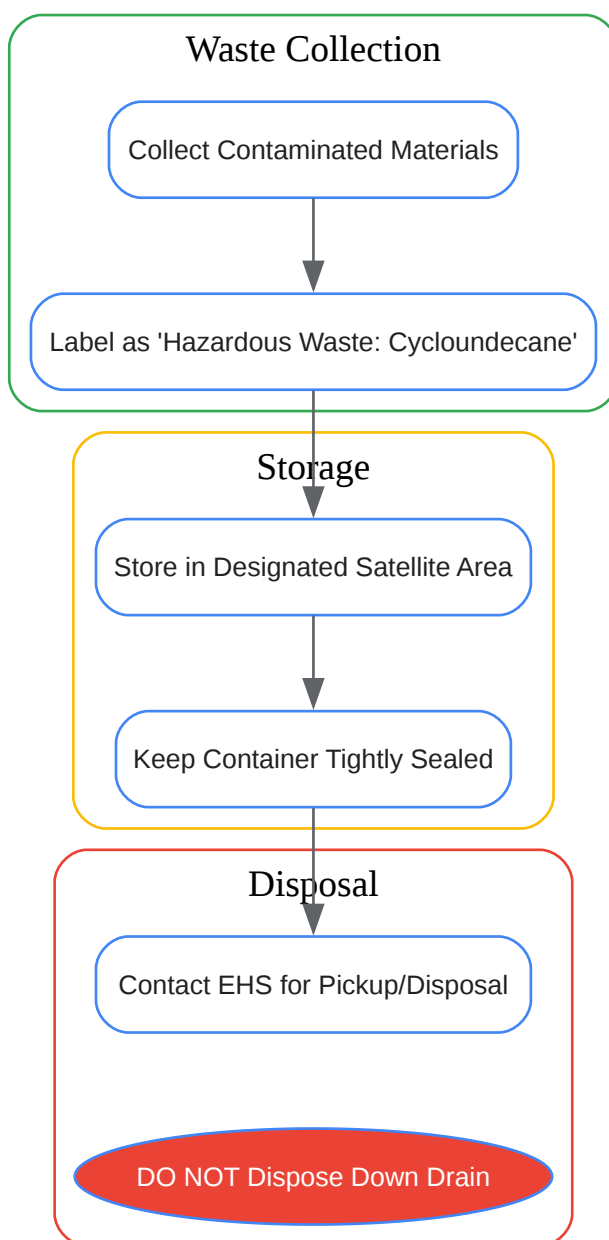 Waste Collection
Collect Contaminated Materials
Label as 'Hazardous Waste: Cycloundecane'
Storage
Store in Designated Satellite Area
Keep Container Tightly Sealed
Disposal
Contact EHS for Pickup/Disposal
DO NOT Dispose Down Drain